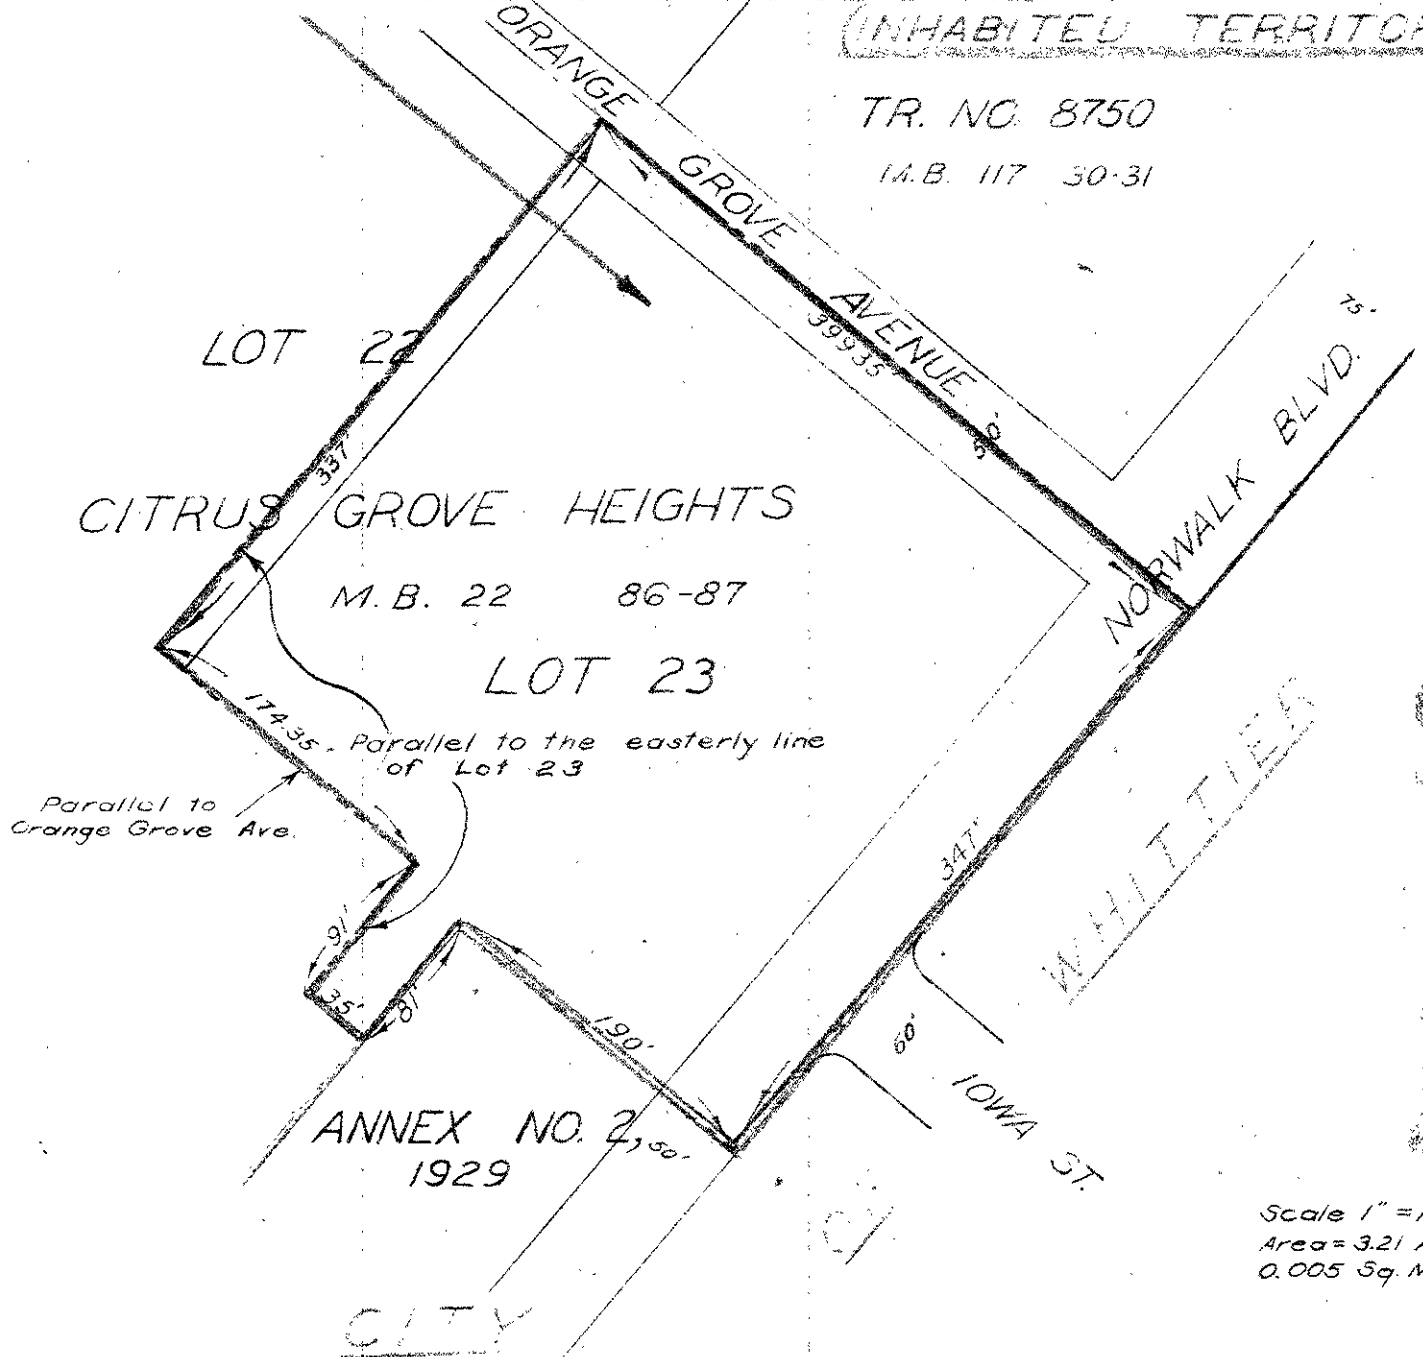 (INHABITED TERRITOR
ORANGE GROVE AVENUE
TR. NO. 8750
M.B. 117 30-31
75'
LOT 22
399.35'
50'
NORWALK BLVD.
337'
CITRUS GROVE HEIGHTS
M.B. 22 86-87
LOT 23
174.35
Parallel to the easterly line
of Lot 23
Parallel to
Orange Grove Ave.
WHITTIER
347'
91'
35'
81'
190'
60'
IOWA ST.
ANNEX NO. 2,
1929
50'
Scale 1" =
Area = 3.21
0.005 Sq. M
CITY